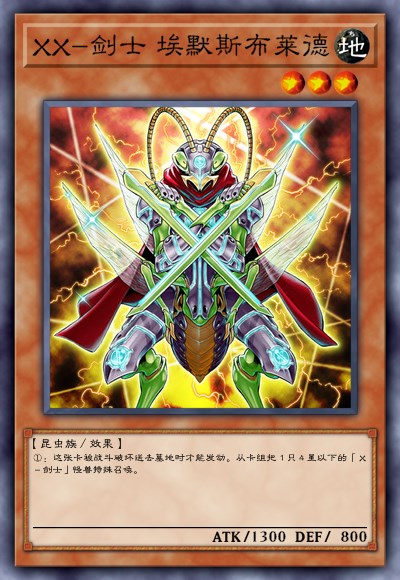 XX-剑士 埃默斯布莱德 地
【昆虫族/效果】
①:这张卡被战斗破坏送去墓地时才能发动。从卡组把1只4星以下的「X
-剑士」怪兽特殊召唤。
ATK/1300 DEF/ 800